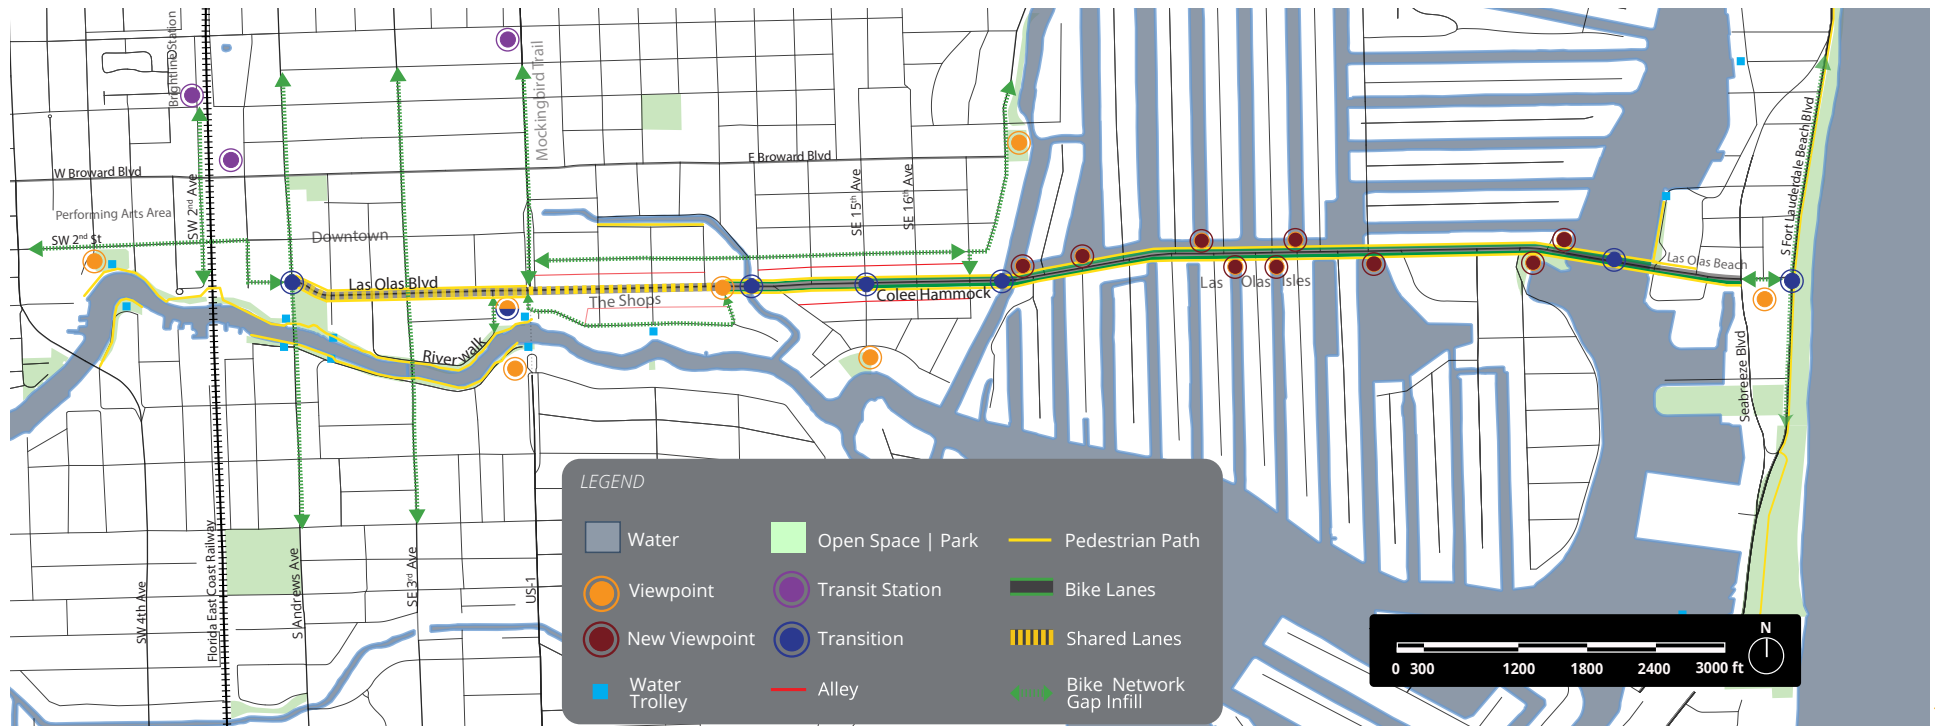 Brightline Station
Mockingbird Trail
W Broward Blvd
E Broward Blvd
SW 2nd Ave
Performing Arts Area
SW 2nd St
Downtown
SE 15th Ave
SE 16th Ave
S Fort Lauderdale Beach Blvd
Las Olas Blvd
The Shops
Colee Hammock
Las Olas Isles
Las Olas Beach
Riverwalk
Seabreeze Blvd
SW 4th Ave
Florida East Coast Railway
S Andrews Ave
SE 3rd Ave
US-1
LEGEND
Water
Open Space | Park
Pedestrian Path
Viewpoint
Transit Station
Bike Lanes
New Viewpoint
Transition
Shared Lanes
Water
Trolley
Alley
Bike Network
Gap Infill
N
0 300 1200 1800 2400 3000 ft